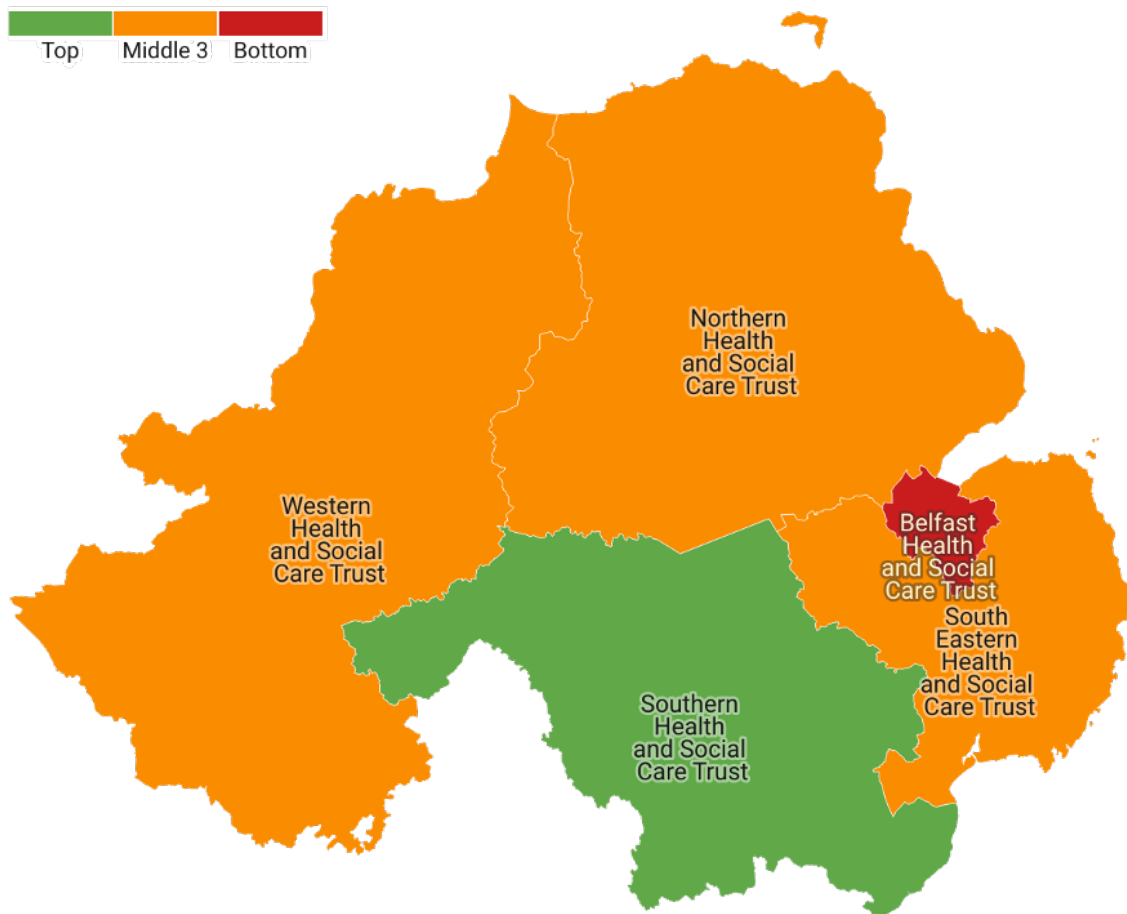 Top Middle 3 Bottom
Northern
Health
and Social
Care Trust
Western
Health
and Social
Care Trust
Belfast
Health
and Social
Care Trust
South
Eastern
Health
and Social
Care Trust
Southern
Health
and Social
Care Trust